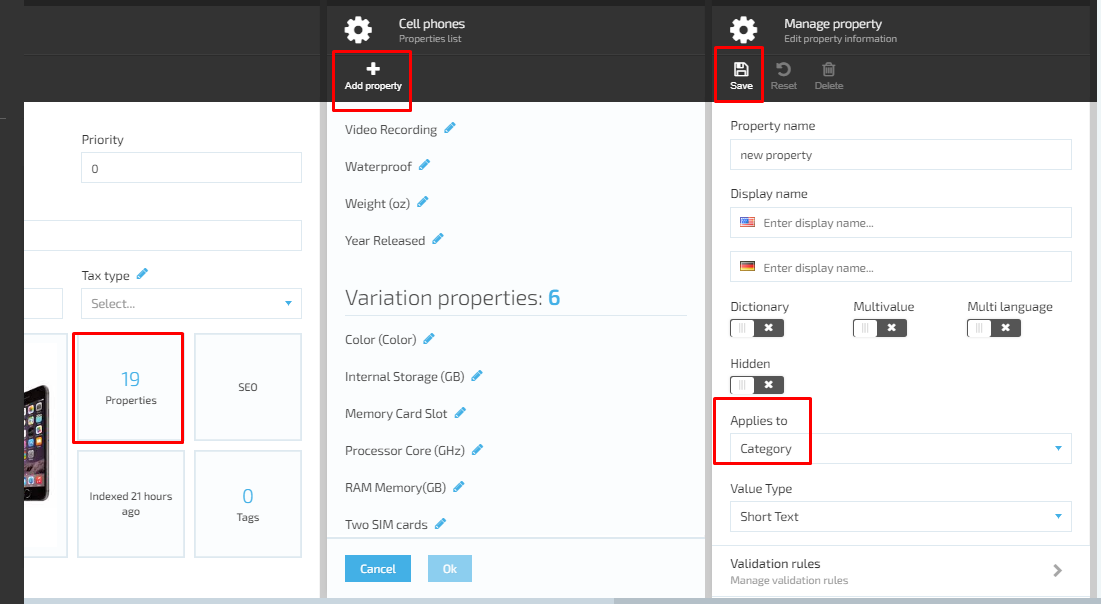 Priority
0
Tax type
Select...
19
Properties
SEO
Indexed 21 hours
ago
0
Tags
Cell phones
Properties list
Add property
Video Recording
Waterproof
Weight (oz)
Year Released
Variation properties: 6
Color (Color)
Internal Storage (GB)
Memory Card Slot
Processor Core (GHz)
RAM Memory(GB)
Two SIM cards
Cancel
Ok
Manage property
Edit property information
Save
Reset
Delete
Property name
new property
Display name
Enter display name...
Enter display name...
Dictionary
Multivalue
Multi language
Hidden
Applies to
Category
Value Type
Short Text
Validation rules
Manage validation rules